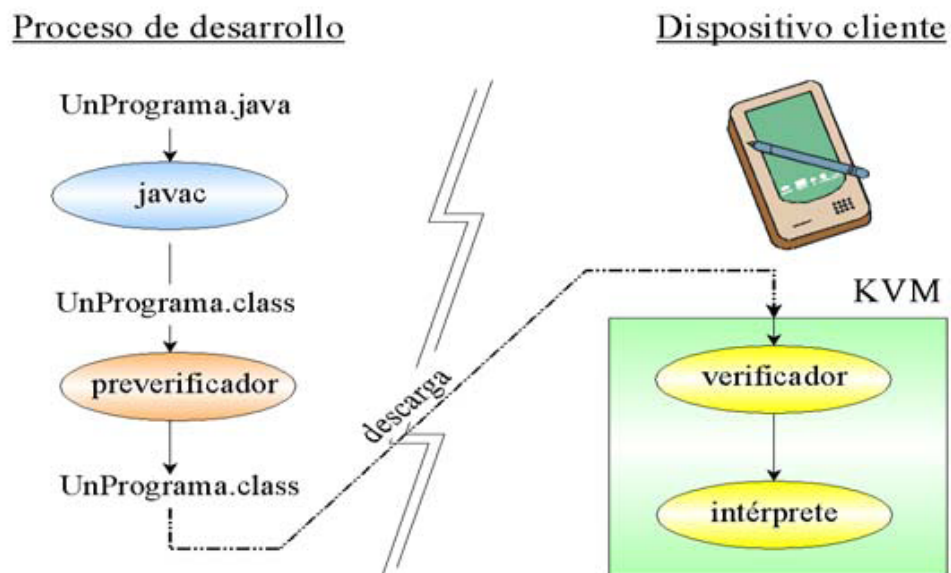 Proceso de desarrollo
Dispositivo cliente
UnPrograma.java
javac
UnPrograma.class
preverificador
UnPrograma.class
descarga
KVM
verificador
intérprete